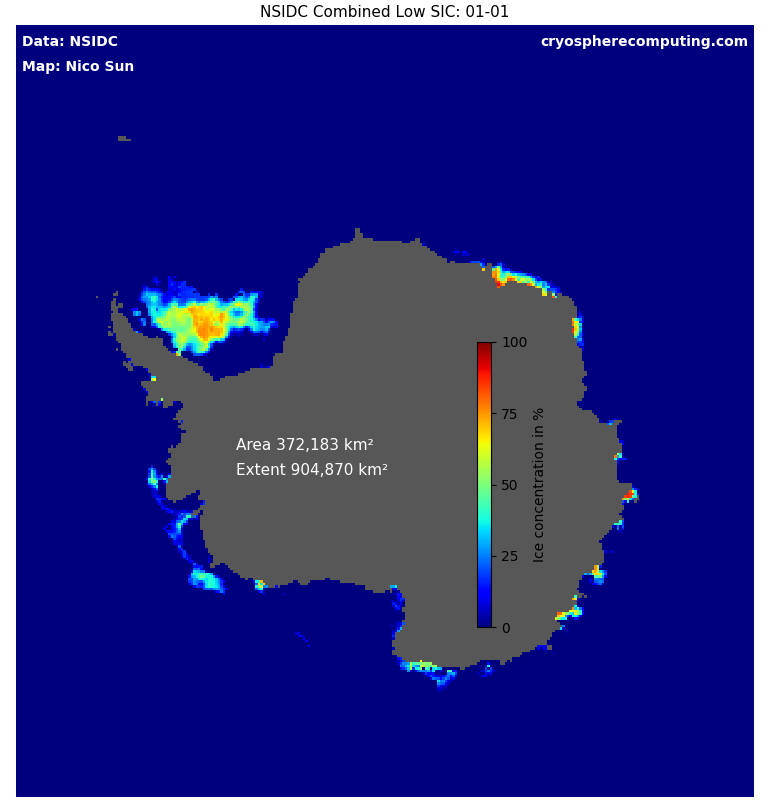 NSIDC Combined Low SIC: 01-01
Data: NSIDC
cryospherecomputing.com
Map: Nico Sun
100
75
50
25
0
Ice concentration in %
Area 372,183 km²
Extent 904,870 km²